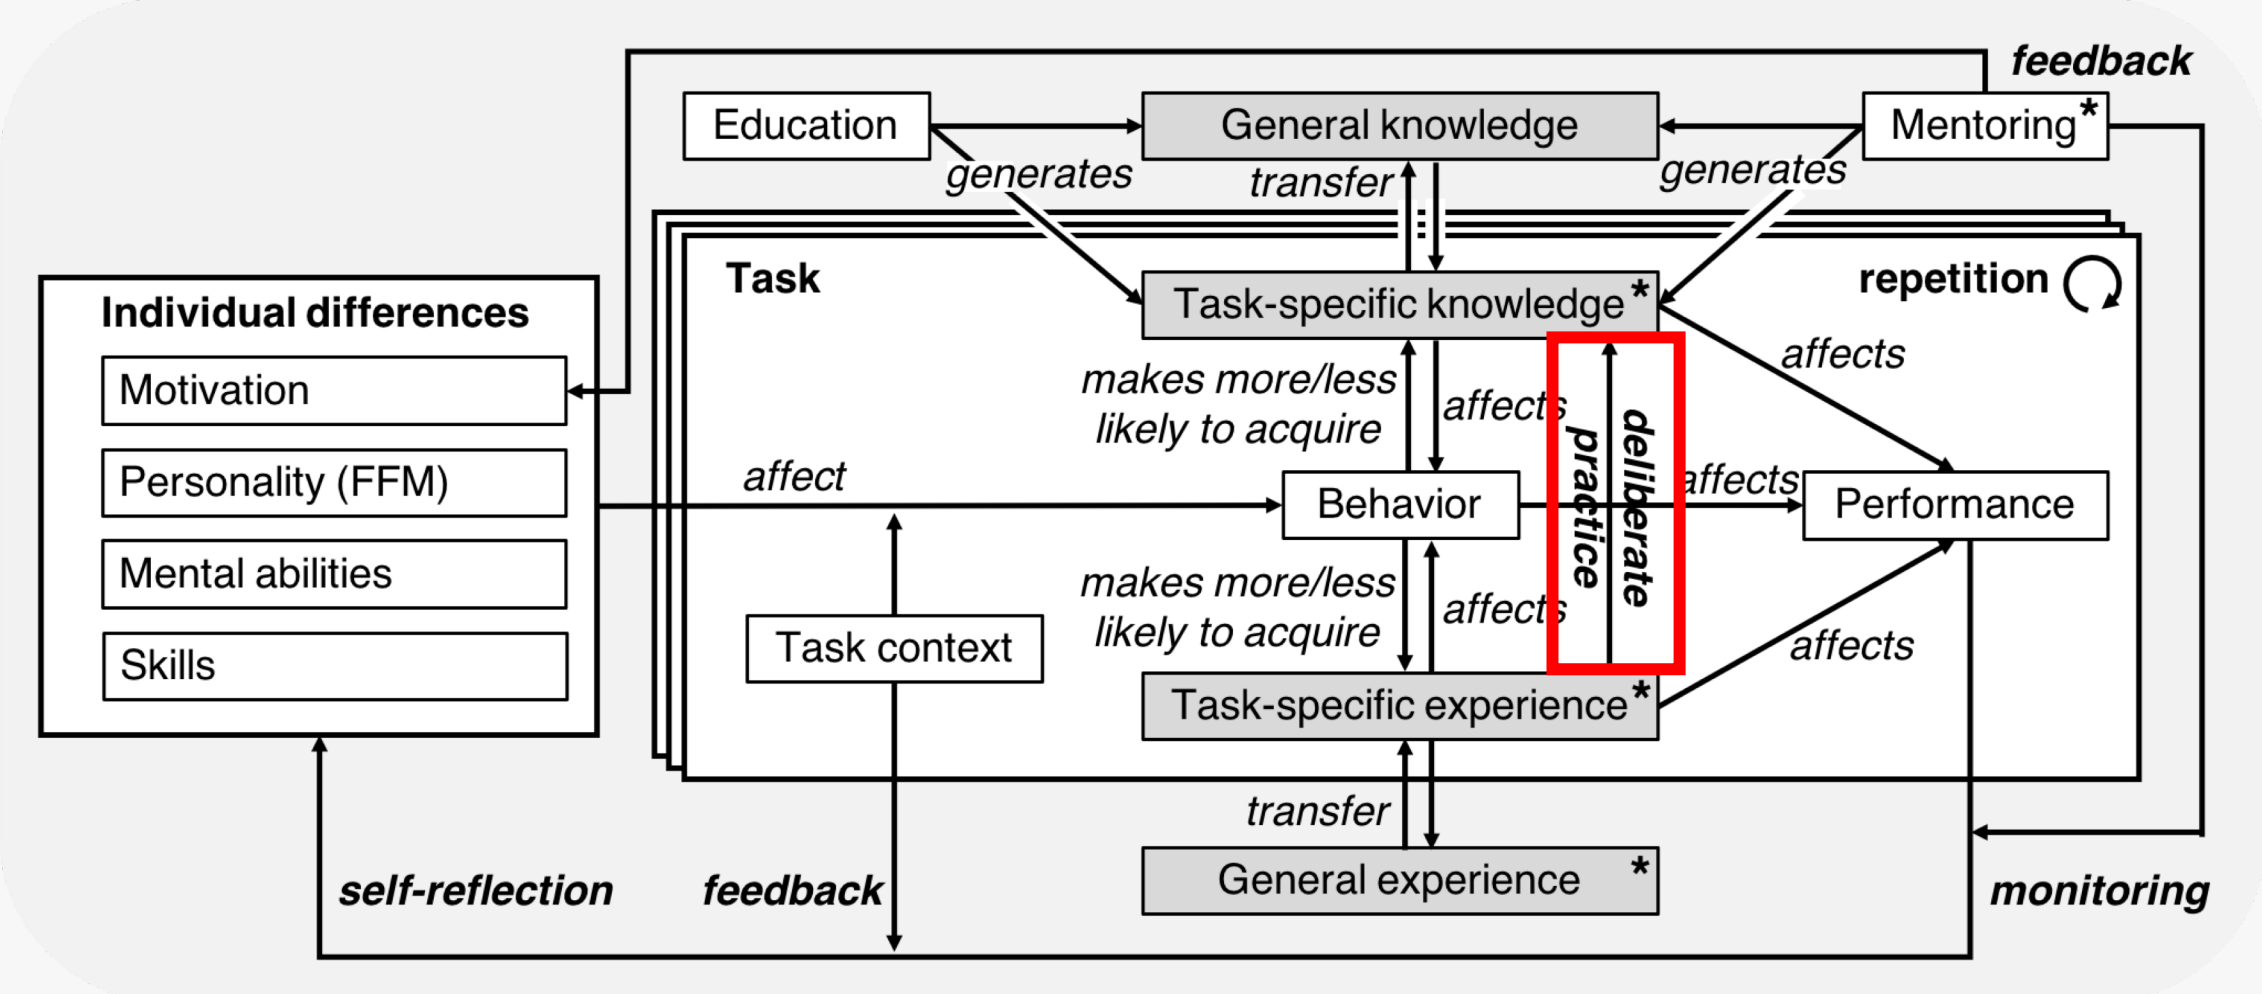 feedback
Education
General knowledge
Mentoring*
generates
transfer
generates
Task
repetition
Individual differences
Task-specific knowledge*
Motivation
makes more/less
likely to acquire
affects
affects
deliberate
practice
Personality (FFM)
affect
Behavior
affects
Performance
Mental abilities
makes more/less
likely to acquire
affects
Task context
affects
Skills
Task-specific experience*
transfer
General experience*
self-reflection
feedback
monitoring